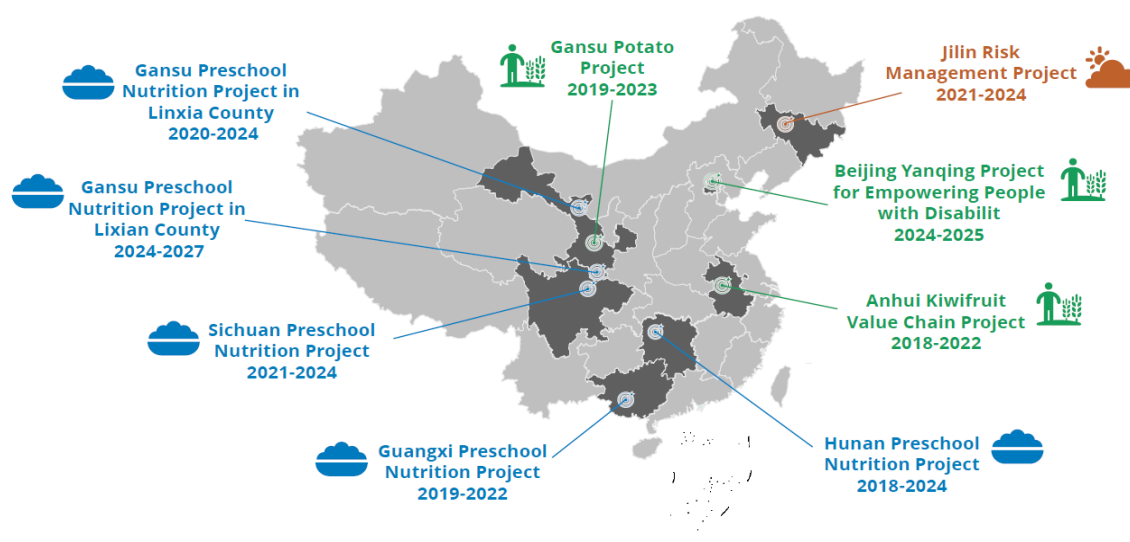 Gansu Preschool
Nutrition Project in
Linxia County
2020-2024
Gansu Potato
Project
2019-2023
Jilin Risk
Management Project
2021-2024
Gansu Preschool
Nutrition Project in
Lixian County
2024-2027
Beijing Yanqing Project
for Empowering People
with Disabilit
2024-2025
Sichuan Preschool
Nutrition Project
2021-2024
Anhui Kiwifruit
Value Chain Project
2018-2022
Guangxi Preschool
Nutrition Project
2019-2022
Hunan Preschool
Nutrition Project
2018-2024